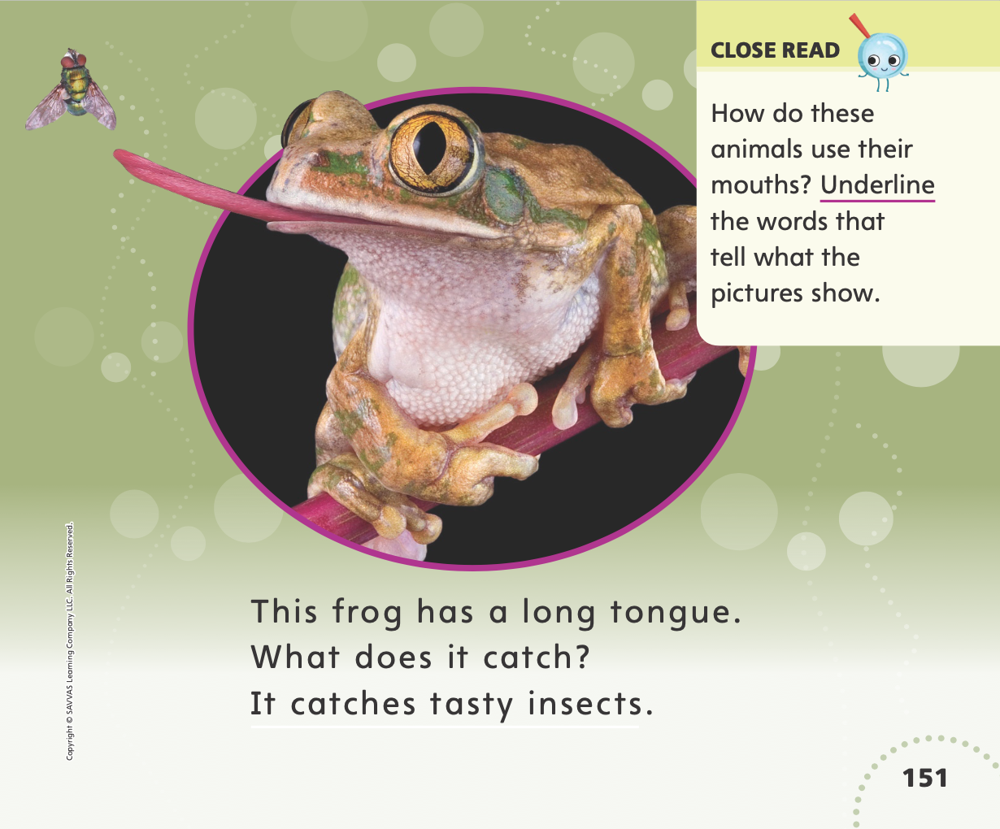 CLOSE READ
How do these
animals use their
mouths? Underline
the words that
tell what the
pictures show.
This frog has a long tongue.
What does it catch?
It catches tasty insects.
Copyright © SAVVAS Learning Company LLC. All Rights Reserved.
151